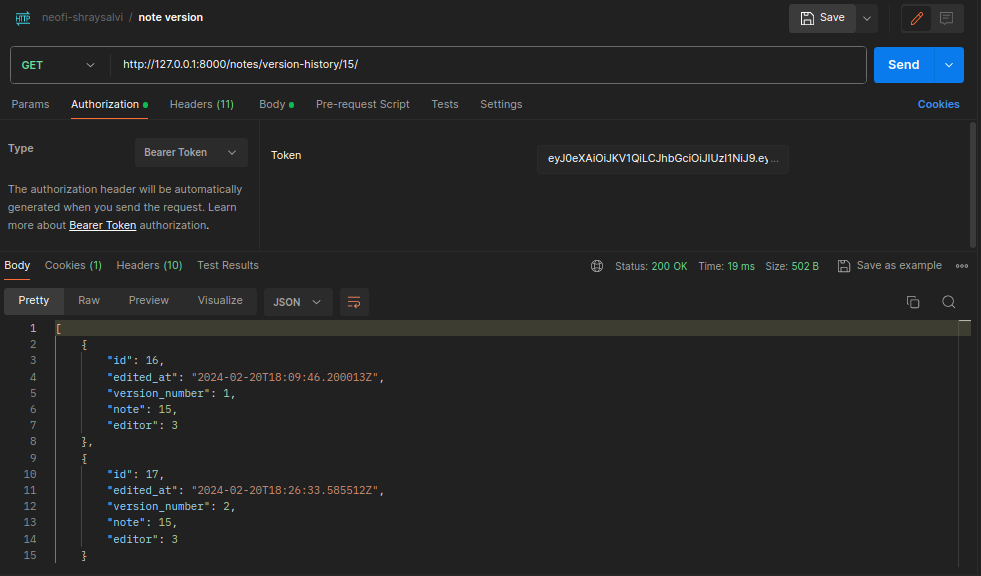 HTTP neofi-shraysalvi / note version Save
GET http://127.0.0.1:8000/notes/version-history/15/ Send
Params Authorization Headers (11) Body Pre-request Script Tests Settings Cookies
Type Bearer Token Token eyJ0eXAiOiJKV1QiLCJhbGciOiJIUzI1NiJ9.ey...
The authorization header will be automatically
generated when you send the request. Learn
more about Bearer Token authorization.
Body Cookies (1) Headers (10) Test Results Status: 200 OK Time: 19 ms Size: 502 B Save as example
Pretty Raw Preview Visualize JSON
1 [
2 {
3 "id": 16,
4 "edited_at": "2024-02-20T18:09:46.200013Z",
5 "version_number": 1,
6 "note": 15,
7 "editor": 3
8 },
9 {
10 "id": 17,
11 "edited_at": "2024-02-20T18:26:33.585512Z",
12 "version_number": 2,
13 "note": 15,
14 "editor": 3
15 }